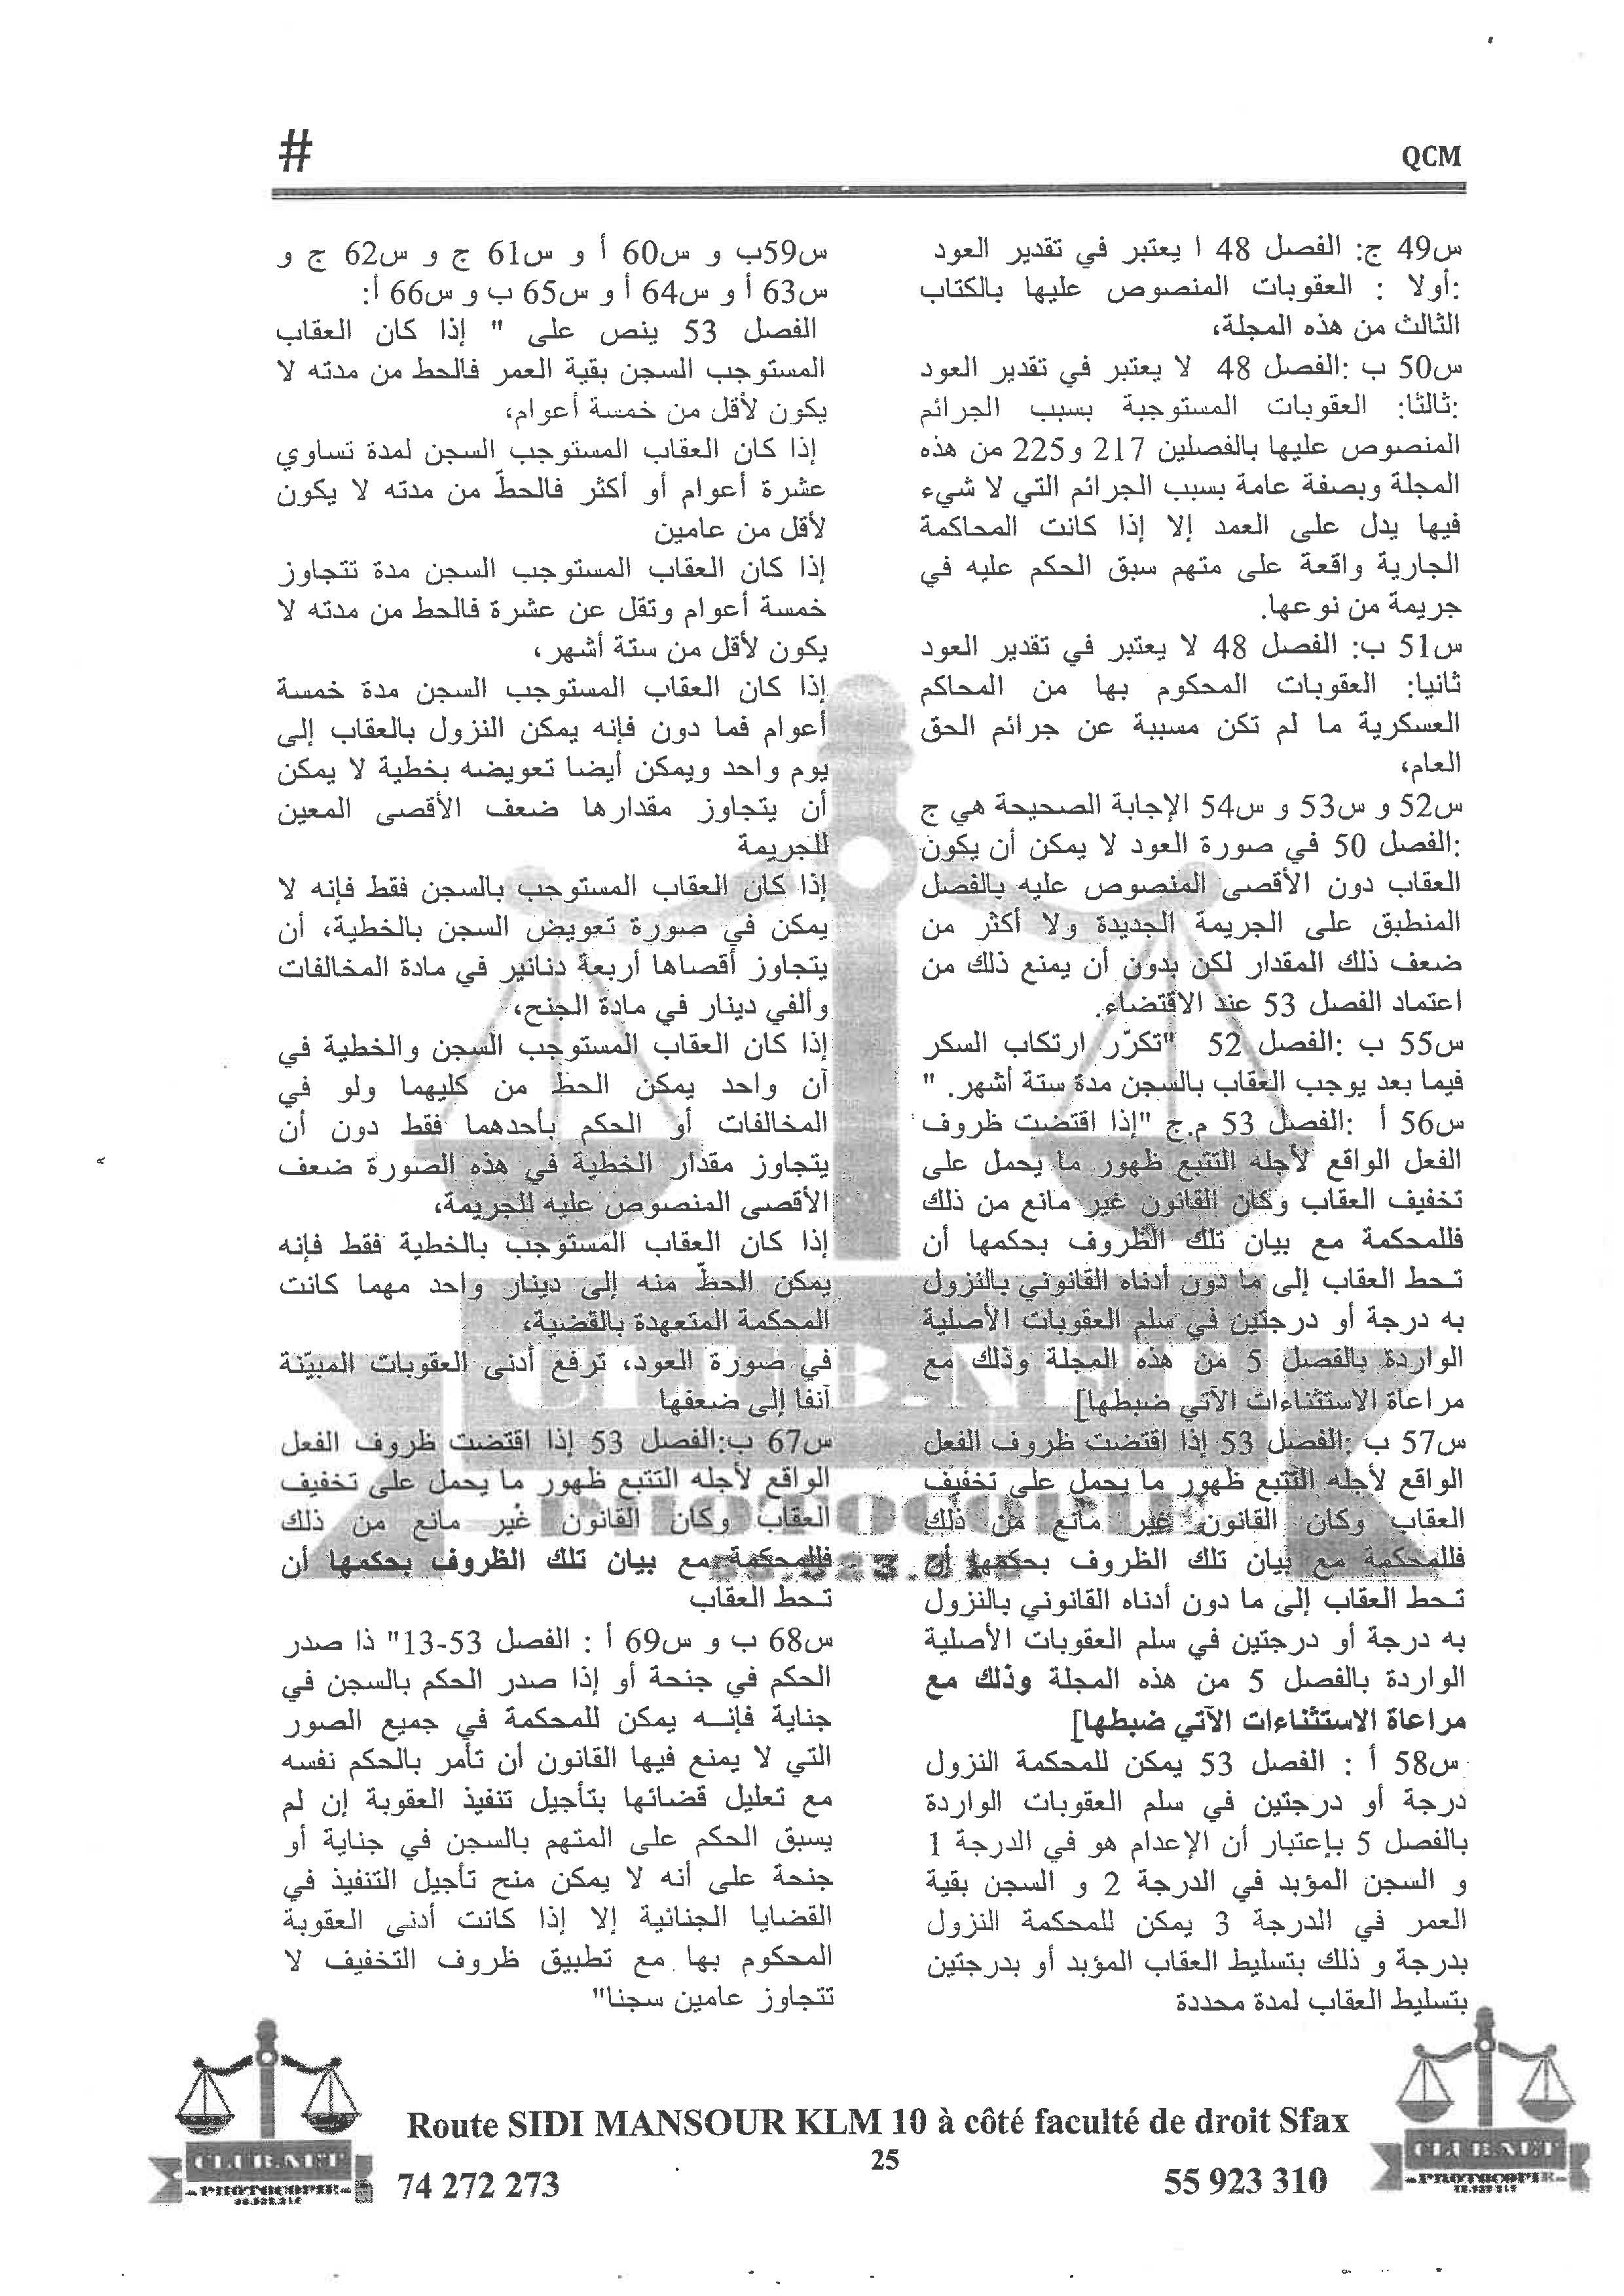 #
QCM
س49 ج: الفصل 48 ا يعتبر في تقدير العود
:أولا : العقوبات المنصوص عليها بالكتاب
الثالث من هذه المجلة،
س50 ب :الفصل 48 لا يعتبر في تقدير العود
:ثالثا: العقوبات المستوجبة بسبب الجرائم
المنصوص عليها بالفصلين 217 و225 من هذه
المجلة وبصفة عامة بسبب الجرائم التي لا شيء
فيها يدل على العمد إلا إذا كانت المحاكمة
الجارية واقعة على متهم سبق الحكم عليه في
جريمة من نوعها.
س51 ب: الفصل 48 لا يعتبر في تقدير العود
ثانيا: العقوبات المحكوم بها من المحاكم
العسكرية ما لم تكن مسببة عن جرائم الحق
العام،
س52 و س53 و س54 الإجابة الصحيحة هي ج
:الفصل 50 في صورة العود لا يمكن أن يكون
العقاب دون الأقصى المنصوص عليه بالفصل
المنطبق على الجريمة الجديدة ولا أكثر من
ضعف ذلك المقدار لكن بدون أن يمنع ذلك من
اعتماد الفصل 53 عند الاقتضاء.
س55 ب :الفصل 52 "تكرّر ارتكاب السكر
فيما بعد يوجب العقاب بالسجن مدة ستة أشهر. "
س56 أ :الفصل 53 م.ج "إذا اقتضت ظروف
الفعل الواقع لأجله التتبع ظهور ما يحمل على
تخفيف العقاب وكان القانون غير مانع من ذلك
فللمحكمة مع بيان تلك الظروف بحكمها أن
تحط العقاب إلى ما دون أدناه القانوني بالنزول
به درجة أو درجتين في سلم العقوبات الأصلية
الواردة بالفصل 5 من هذه المجلة وذلك مع
مراعاة الاستثناءات الآتي ضبطها]
س57 ب :الفصل 53 إذا اقتضت ظروف الفعل
الواقع لأجله التتبع ظهور ما يحمل على تخفيف
العقاب وكان القانون غير مانع من ذلك
فللمحكمة مع بيان تلك الظروف بحكمها أن
تحط العقاب إلى ما دون أدناه القانوني بالنزول
به درجة أو درجتين في سلم العقوبات الأصلية
الواردة بالفصل 5 من هذه المجلة وذلك مع
مراعاة الاستثناءات الآتي ضبطها]
س58 أ : الفصل 53 يمكن للمحكمة النزول
درجة أو درجتين في سلم العقوبات الواردة
بالفصل 5 بإعتبار أن الإعدام هو في الدرجة 1
و السجن المؤبد في الدرجة 2 و السجن بقية
العمر في الدرجة 3 يمكن للمحكمة النزول
بدرجة و ذلك بتسليط العقاب المؤبد أو بدرجتين
بتسليط العقاب لمدة محددة
س59ب و س60 أ و س61 ج و س62 ج و
س63 أ و س64 أ و س65 ب و س66 أ:
الفصل 53 ينص على " إذا كان العقاب
المستوجب السجن بقية العمر فالحط من مدته لا
يكون لأقل من خمسة أعوام،
إذا كان العقاب المستوجب السجن لمدة تساوي
عشرة أعوام أو أكثر فالحطّ من مدته لا يكون
لأقل من عامين
إذا كان العقاب المستوجب السجن مدة تتجاوز
خمسة أعوام وتقل عن عشرة فالحط من مدته لا
يكون لأقل من ستة أشهر،
إذا كان العقاب المستوجب السجن مدة خمسة
أعوام فما دون فإنه يمكن النزول بالعقاب إلى
يوم واحد ويمكن أيضا تعويضه بخطية لا يمكن
أن يتجاوز مقدارها ضعف الأقصى المعين
للجريمة
إذا كان العقاب المستوجب بالسجن فقط فإنه لا
يمكن في صورة تعويض السجن بالخطية، أن
يتجاوز أقصاها أربعة دنانير في مادة المخالفات
وألفي دينار في مادة الجنح،
إذا كان العقاب المستوجب السجن والخطية في
آن واحد يمكن الحط من كليهما ولو في
المخالفات أو الحكم بأحدهما فقط دون أن
يتجاوز مقدار الخطية في هذه الصورة ضعف
الأقصى المنصوص عليه للجريمة،
إذا كان العقاب المستوجب بالخطية فقط فإنه
يمكن الحطّ منه إلى دينار واحد مهما كانت
المحكمة المتعهدة بالقضية،
في صورة العود، ترفع أدنى العقوبات المبيّنة
آنفا إلى ضعفها
س67 ب:الفصل 53 إذا اقتضت ظروف الفعل
الواقع لأجله التتبع ظهور ما يحمل على تخفيف
العقاب وكان القانون غير مانع من ذلك
فللمحكمة مع بيان تلك الظروف بحكمها أن
تحط العقاب
س68 ب و س69 أ : الفصل 53-13" ذا صدر
الحكم في جنحة أو إذا صدر الحكم بالسجن في
جناية فإنه يمكن للمحكمة في جميع الصور
التي لا يمنع فيها القانون أن تأمر بالحكم نفسه
مع تعليل قضائها بتأجيل تنفيذ العقوبة إن لم
يسبق الحكم على المتهم بالسجن في جناية أو
جنحة على أنه لا يمكن منح تأجيل التنفيذ في
القضايا الجنائية إلا إذا كانت أدنى العقوبة
المحكوم بها مع تطبيق ظروف التخفيف لا
تتجاوز عامين سجنا"
Route SIDI MANSOUR KLM 10 à côté faculté de droit Sfax
25
74 272 273
55 923 310
CLUB.NET
-PHOTOCOPIE-
CLUB.NET
-PHOTOCOPIE-